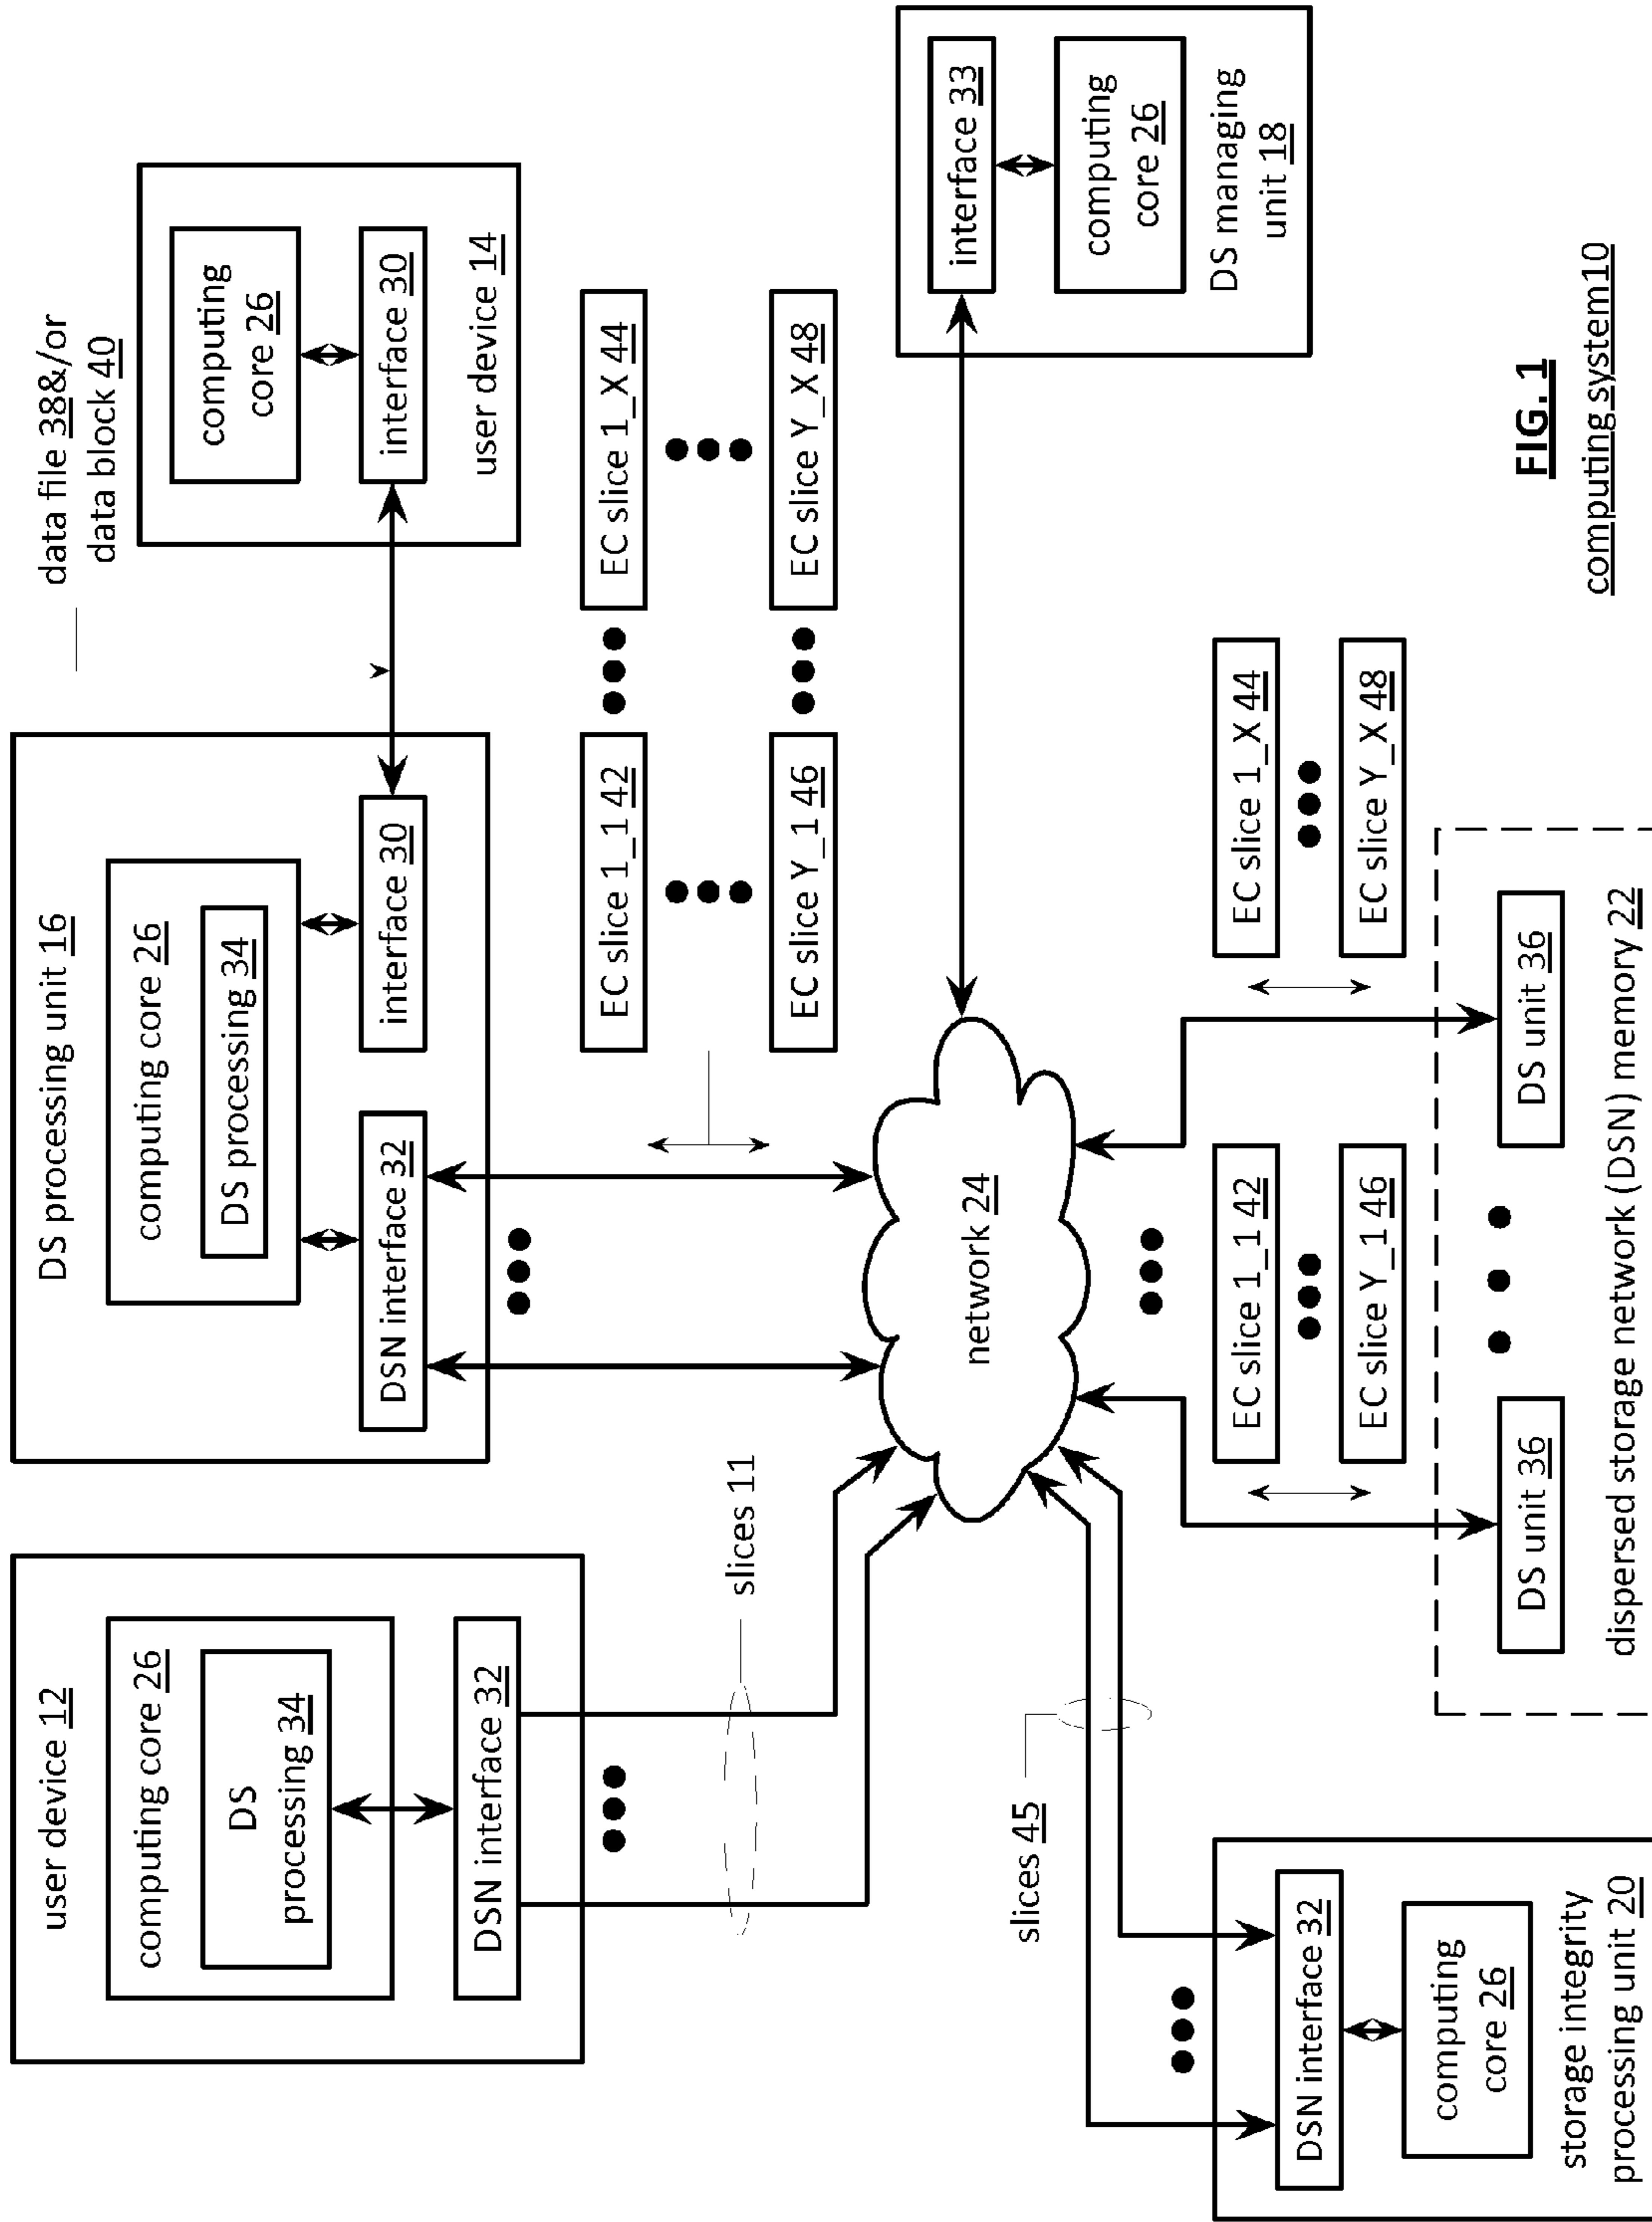 user device 12
computing core 26
DS
processing 34
DSN interface 32
DS processing unit 16
computing core 26
DS processing 34
DSN interface 32
interface 30
data file 38&/or
data block 40
computing
core 26
interface 30
user device 14
slices 11
EC slice 1_1 42
EC slice 1_X 44
EC slice Y_1 46
EC slice Y_X 48
network 24
interface 33
computing
core 26
DS managing
unit 18
slices 45
DSN interface 32
computing
core 26
storage integrity
processing unit 20
EC slice 1_1 42
EC slice Y_1 46
EC slice 1_X 44
EC slice Y_X 48
DS unit 36
DS unit 36
dispersed storage network (DSN) memory 22
FIG. 1
computing system10